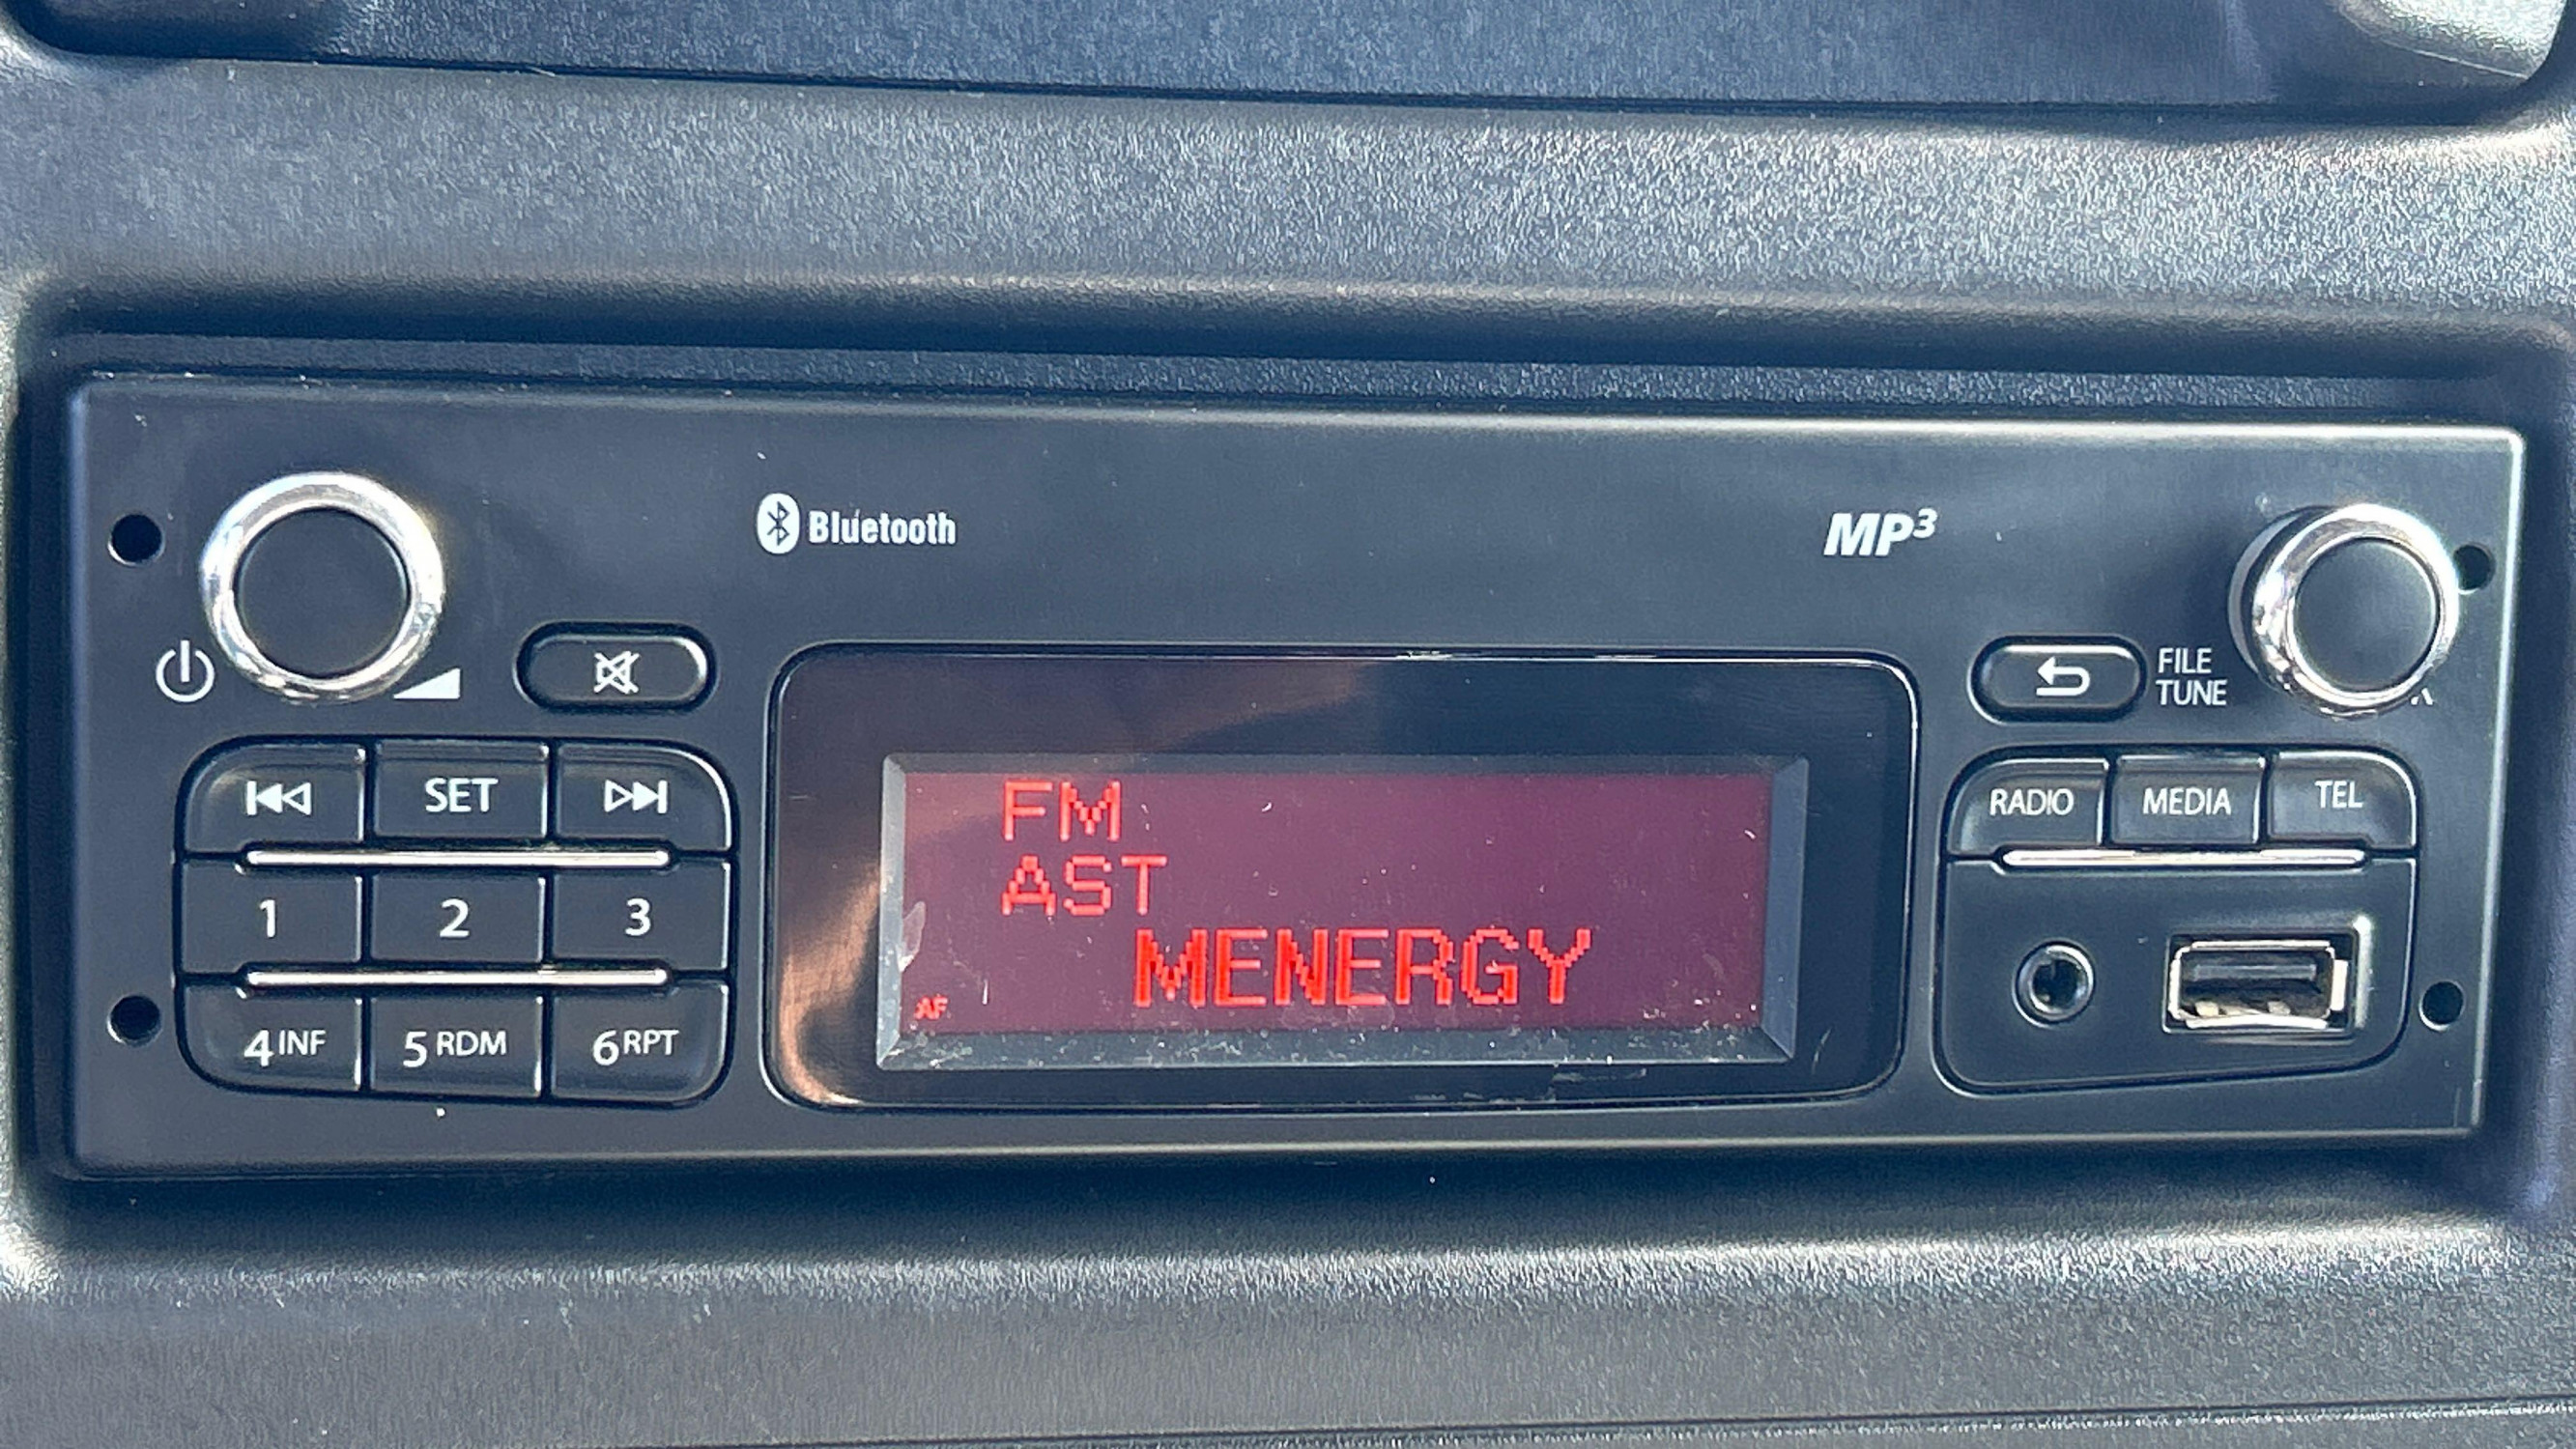 Bluetooth
MP3
FILE
TUNE
SET
RADIO
MEDIA
TEL
FM
AST
MENERGY
AF
1
2
3
4 INF
5 RDM
6 RPT